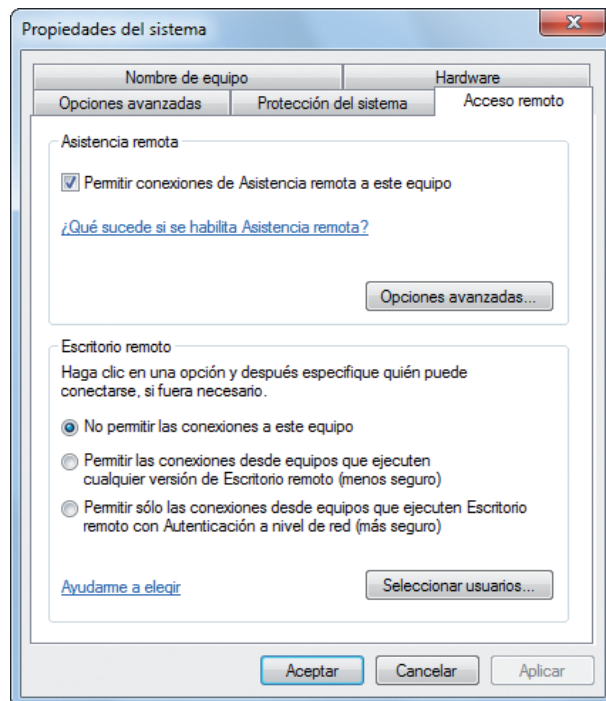 Propiedades del sistema
Nombre de equipo
Hardware
Opciones avanzadas
Protección del sistema
Acceso remoto
Asistencia remota
Permitir conexiones de Asistencia remota a este equipo
¿Qué sucede si se habilita Asistencia remota?
Opciones avanzadas...
Escritorio remoto
Haga clic en una opción y después especifique quién puede
conectarse, si fuera necesario.
No permitir las conexiones a este equipo
Permitir las conexiones desde equipos que ejecuten
cualquier versión de Escritorio remoto (menos seguro)
Permitir sólo las conexiones desde equipos que ejecuten Escritorio
remoto con Autenticación a nivel de red (más seguro)
Ayudarme a elegir
Seleccionar usuarios...
Aceptar
Cancelar
Aplicar